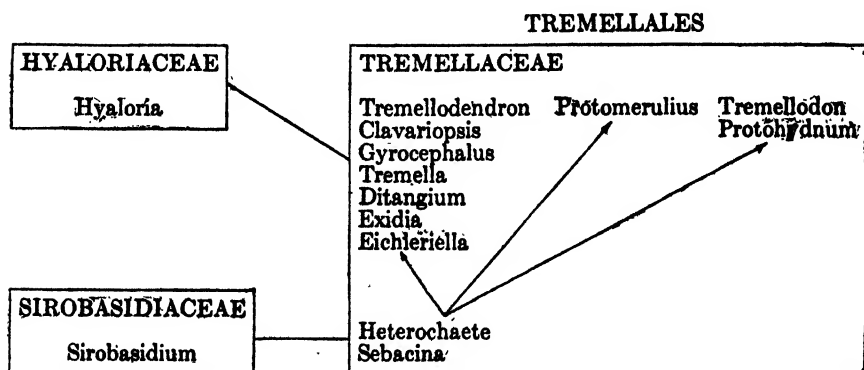 TREMELLALES
HYALORIACEAE
Hyaloria
TREMELLACEAE
Tremellodendron
Clavariopsis
Gyrocephalus
Tremella
Ditangium
Exidia
Eichleriella
Protomerulius
Tremellodon
Protohydnum
SIROBASIDIACEAE
Sirobasidium
Heterochaete
Sebacina